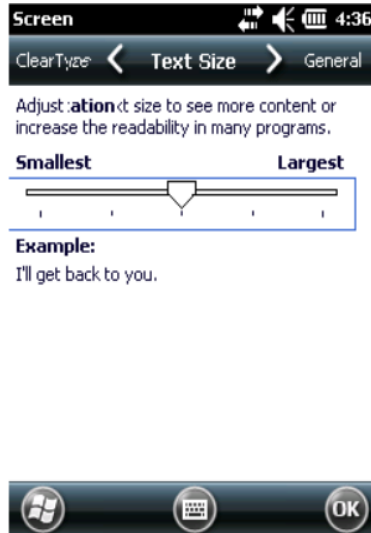 Screen 4:36
ClearType Text Size General
Adjust :ation‹t size to see more content or
increase the readability in many programs.
Smallest Largest
Example:
I'll get back to you.
OK